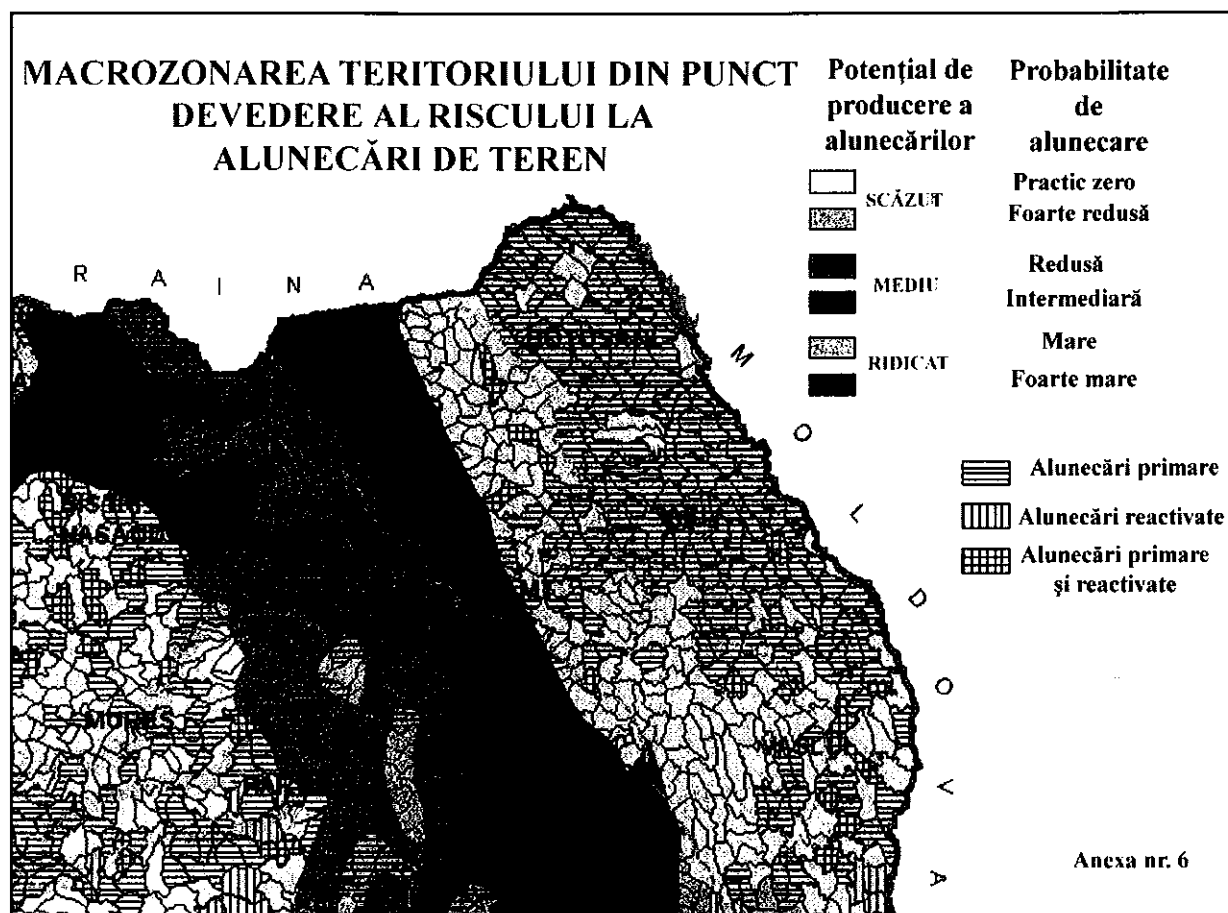 MACROZONAREA TERITORIULUI DIN PUNCT
DEVEDERE AL RISCULUI LA
ALUNECĂRI DE TEREN
Potențial de
producere a
alunecărilor
Probabilitate
de
alunecare
SCĂZUT
Practic zero
Foarte redusă
MEDIU
Redusă
Intermediară
RIDICAT
Mare
Foarte mare
Alunecări primare
Alunecări reactivate
Alunecări primare
și reactivate
R A I N A
M O L D O V A
MUREȘ
VASLUI
Anexa nr. 6